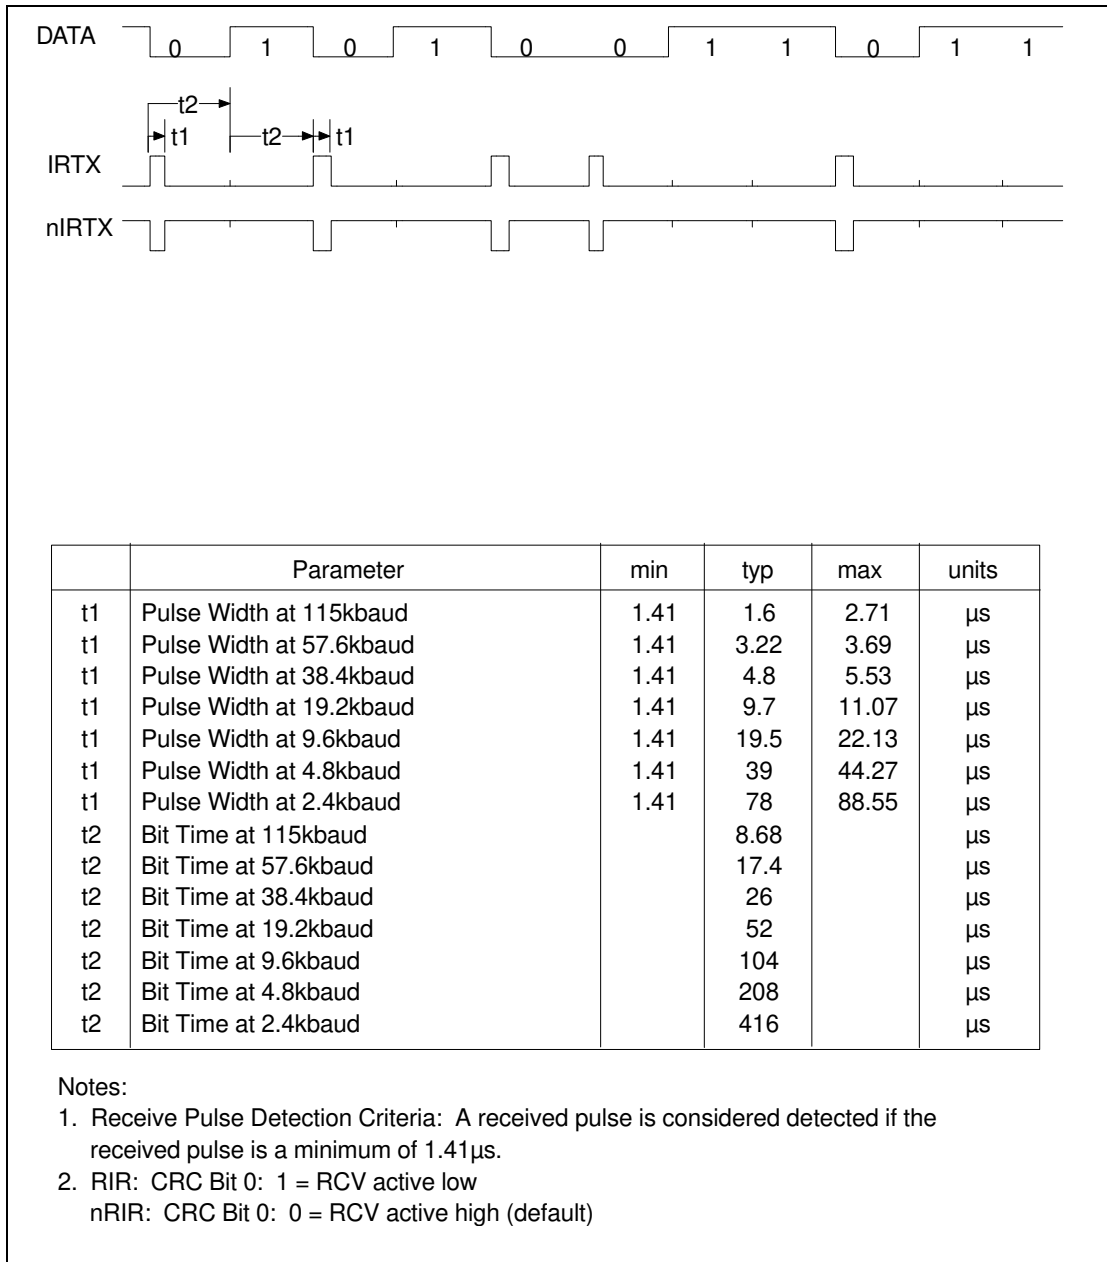 DATA 0 1 0 1 0 0 1 1 0 1 1
t2
t1 t2 t1
IRTX
nIRTX
Parameter min typ max units
t1 Pulse Width at 115kbaud 1.41 1.6 2.71 µs
t1 Pulse Width at 57.6kbaud 1.41 3.22 3.69 µs
t1 Pulse Width at 38.4kbaud 1.41 4.8 5.53 µs
t1 Pulse Width at 19.2kbaud 1.41 9.7 11.07 µs
t1 Pulse Width at 9.6kbaud 1.41 19.5 22.13 µs
t1 Pulse Width at 4.8kbaud 1.41 39 44.27 µs
t1 Pulse Width at 2.4kbaud 1.41 78 88.55 µs
t2 Bit Time at 115kbaud 8.68 µs
t2 Bit Time at 57.6kbaud 17.4 µs
t2 Bit Time at 38.4kbaud 26 µs
t2 Bit Time at 19.2kbaud 52 µs
t2 Bit Time at 9.6kbaud 104 µs
t2 Bit Time at 4.8kbaud 208 µs
t2 Bit Time at 2.4kbaud 416 µs
Notes:
1. Receive Pulse Detection Criteria: A received pulse is considered detected if the
received pulse is a minimum of 1.41µs.
2. RIR: CRC Bit 0: 1 = RCV active low
nRIR: CRC Bit 0: 0 = RCV active high (default)